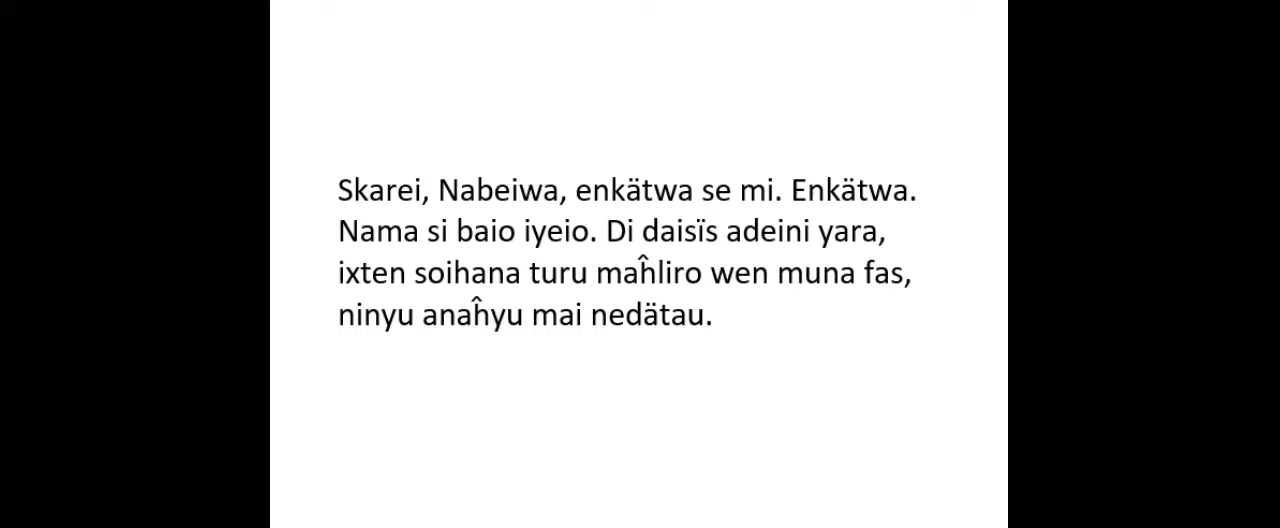 Skarei, Nabeiwa, enkätwa se mi. Enkätwa.
Nama si baio iyeio. Di daisïs adeini yara,
ixten soihana turu maĥliro wen muna fas,
ninyu anaĥyu mai nedätau.